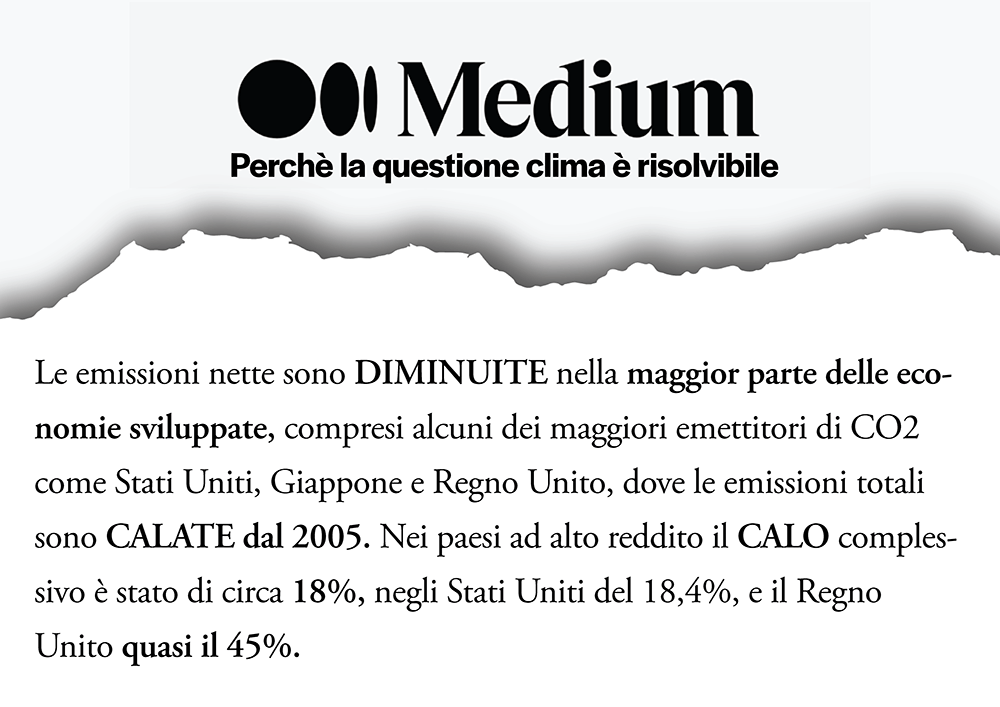 Medium
Perchè la questione clima è risolvibile
Le emissioni nette sono DIMINUITE nella maggior parte delle eco-
nomie sviluppate, compresi alcuni dei maggiori emettitori di CO2
come Stati Uniti, Giappone e Regno Unito, dove le emissioni totali
sono CALATE dal 2005. Nei paesi ad alto reddito il CALO comples-
sivo è stato di circa 18%, negli Stati Uniti del 18,4%, e il Regno
Unito quasi il 45%.